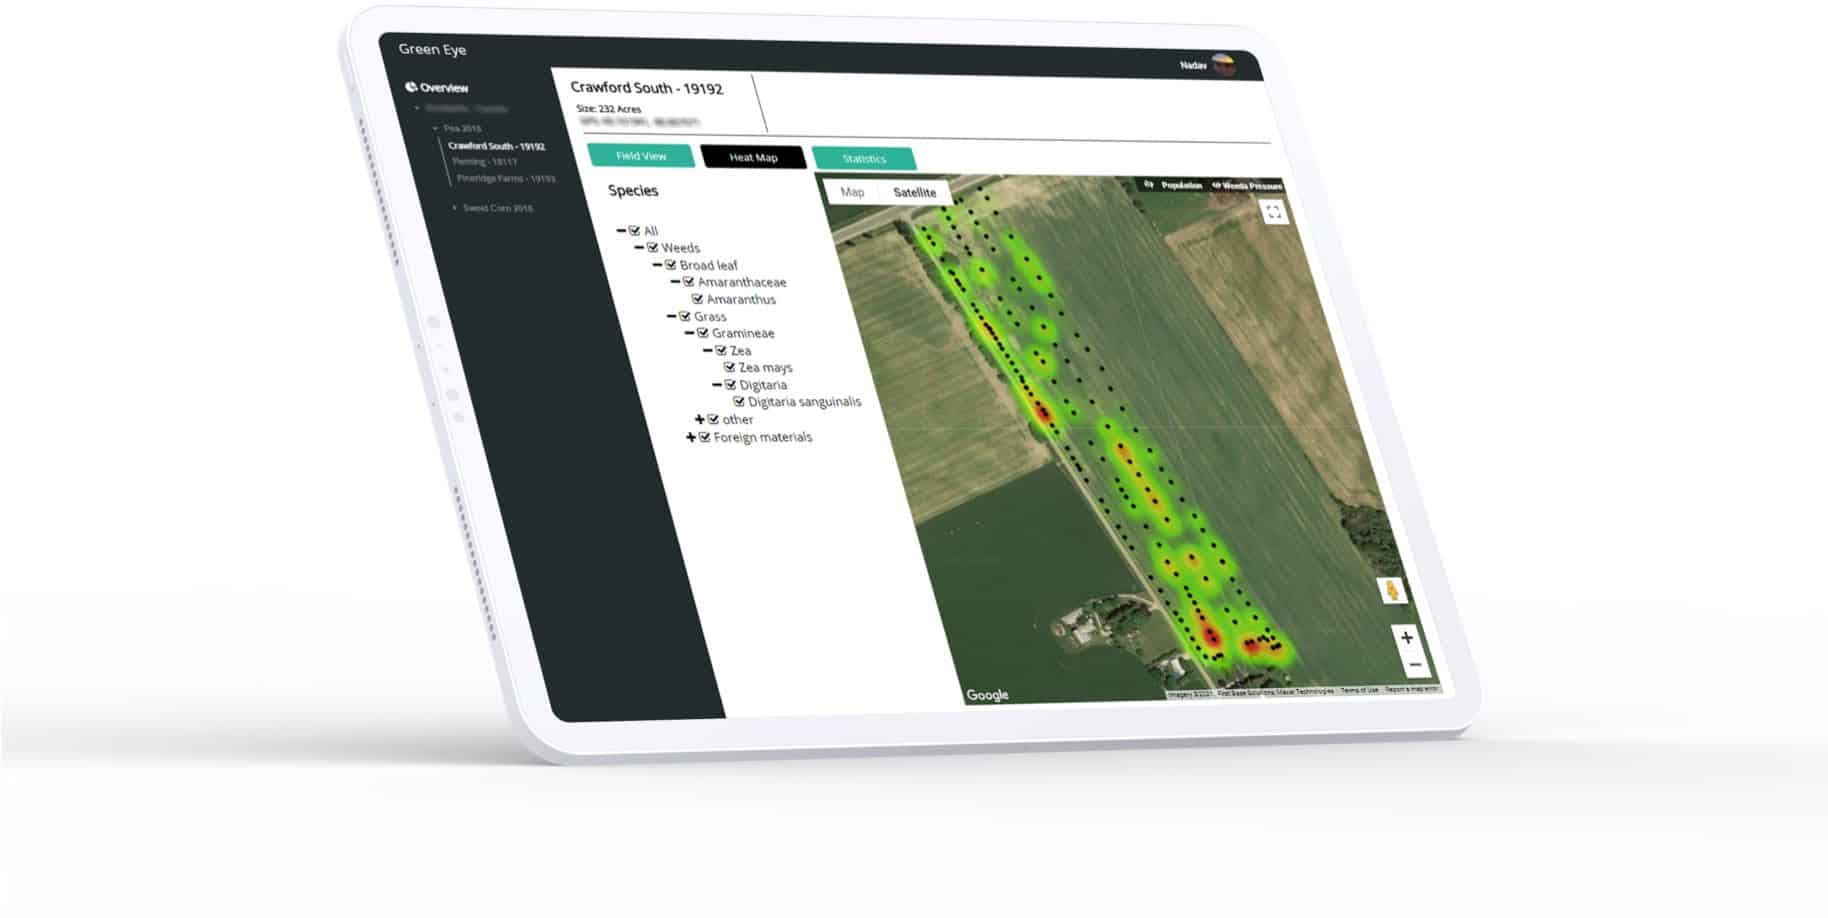 Green Eye
Nadav
Overview
Pea 2018
Crawford South - 19192
Fleming - 19117
Pineridge Farms - 19193
Sweet Corn 2018
Crawford South - 19192
Size: 232 Acres
Field View
Heat Map
Statistics
Species
All
Weeds
Broad leaf
Amaranthaceae
Amaranthus
Grass
Gramineae
Zea
Zea mays
Digitaria
Digitaria sanguinalis
other
Foreign materials
Map
Satellite
Population
Weeds Pressure
Google
Imagery ©2021 , First Base Solutions, Maxar Technologies
Terms of Use
Report a map error